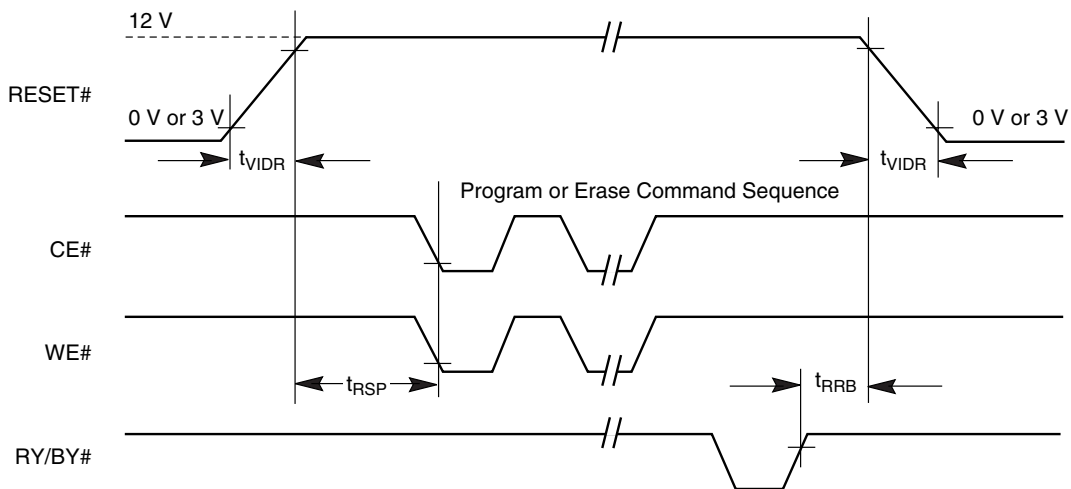 12 V
RESET#
0 V or 3 V
0 V or 3 V
tVIDR
tVIDR
Program or Erase Command Sequence
CE#
WE#
tRSP
tRRB
RY/BY#